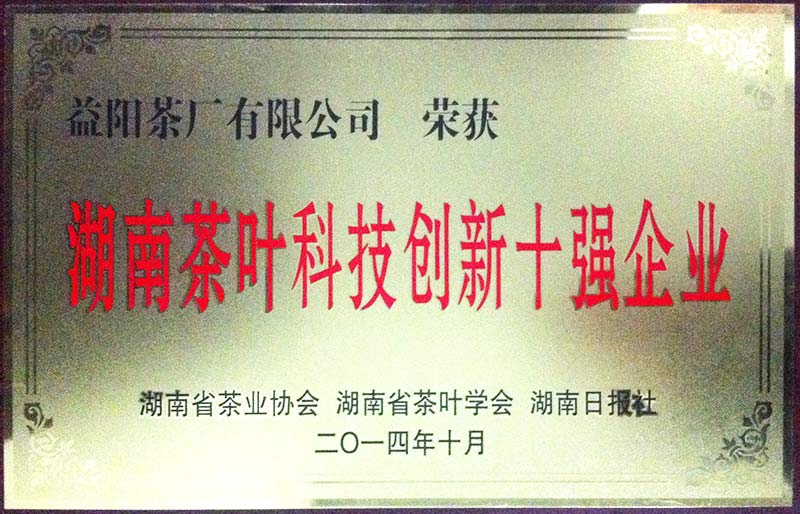 益阳茶厂有限公司 荣获
湖南茶叶科技创新十强企业
湖南省茶业协会 湖南省茶叶学会 湖南日报社
二〇一四年十月